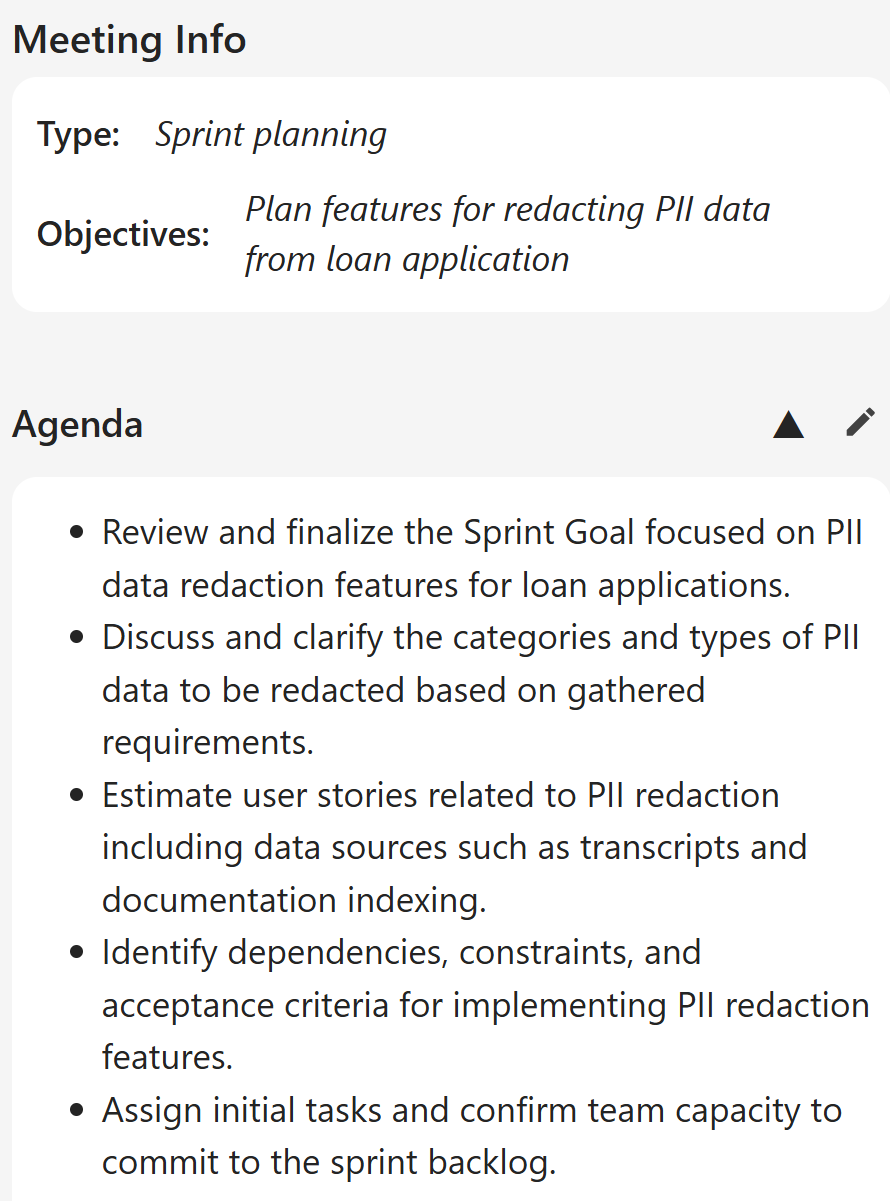 Meeting Info
Type: Sprint planning
Objectives: Plan features for redacting PII data
from loan application
Agenda
• Review and finalize the Sprint Goal focused on PII
data redaction features for loan applications.
• Discuss and clarify the categories and types of PII
data to be redacted based on gathered
requirements.
• Estimate user stories related to PII redaction
including data sources such as transcripts and
documentation indexing.
• Identify dependencies, constraints, and
acceptance criteria for implementing PII redaction
features.
• Assign initial tasks and confirm team capacity to
commit to the sprint backlog.